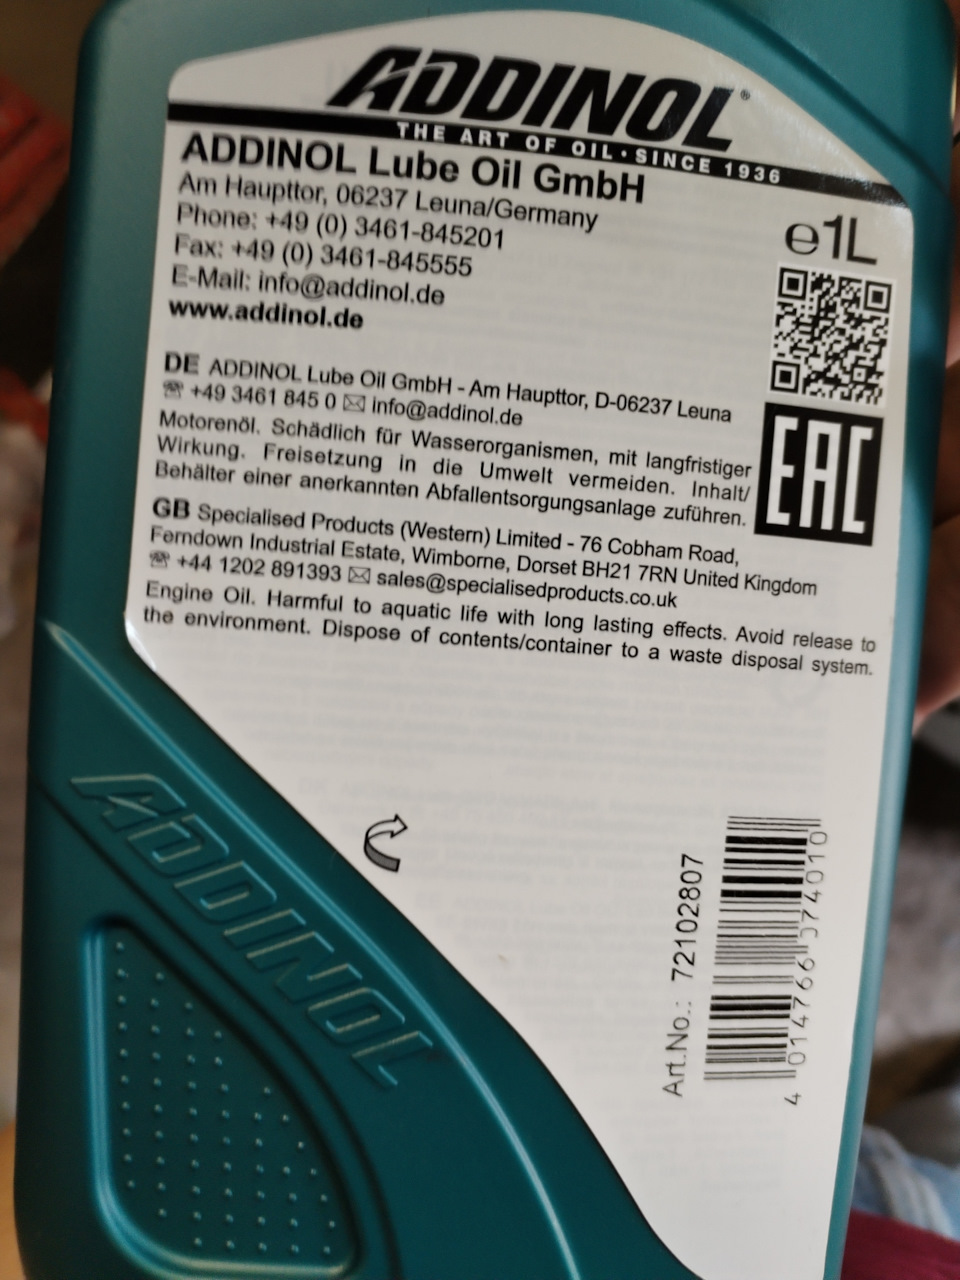 ADDINOL®
THE ART OF OIL • SINCE 1936
ADDINOL Lube Oil GmbH
Am Haupttor, 06237 Leuna/Germany
Phone: +49 (0) 3461-845201
Fax: +49 (0) 3461-845555
E-Mail: info@addinol.de
www.addinol.de
℮1L
DE ADDINOL Lube Oil GmbH - Am Haupttor, D-06237 Leuna
☏ +49 3461 845 0 ✉ info@addinol.de
Motorenöl. Schädlich für Wasserorganismen, mit langfristiger
Wirkung. Freisetzung in die Umwelt vermeiden. Inhalt/
Behälter einer anerkannten Abfallentsorgungsanlage zuführen.
EAC
GB Specialised Products (Western) Limited - 76 Cobham Road,
Ferndown Industrial Estate, Wimborne, Dorset BH21 7RN United Kingdom
☏ +44 1202 891393 ✉ sales@specialisedproducts.co.uk
Engine Oil. Harmful to aquatic life with long lasting effects. Avoid release to
the environment. Dispose of contents/container to a waste disposal system.
ADDINOL
Art.No.: 72102807
4 014766 074010